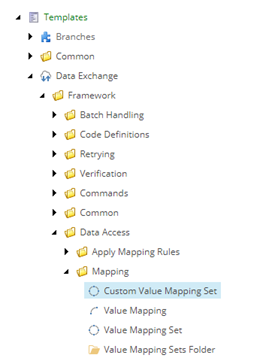 Templates
Branches
Common
Data Exchange
Framework
Batch Handling
Code Definitions
Retrying
Verification
Commands
Common
Data Access
Apply Mapping Rules
Mapping
Custom Value Mapping Set
Value Mapping
Value Mapping Set
Value Mapping Sets Folder